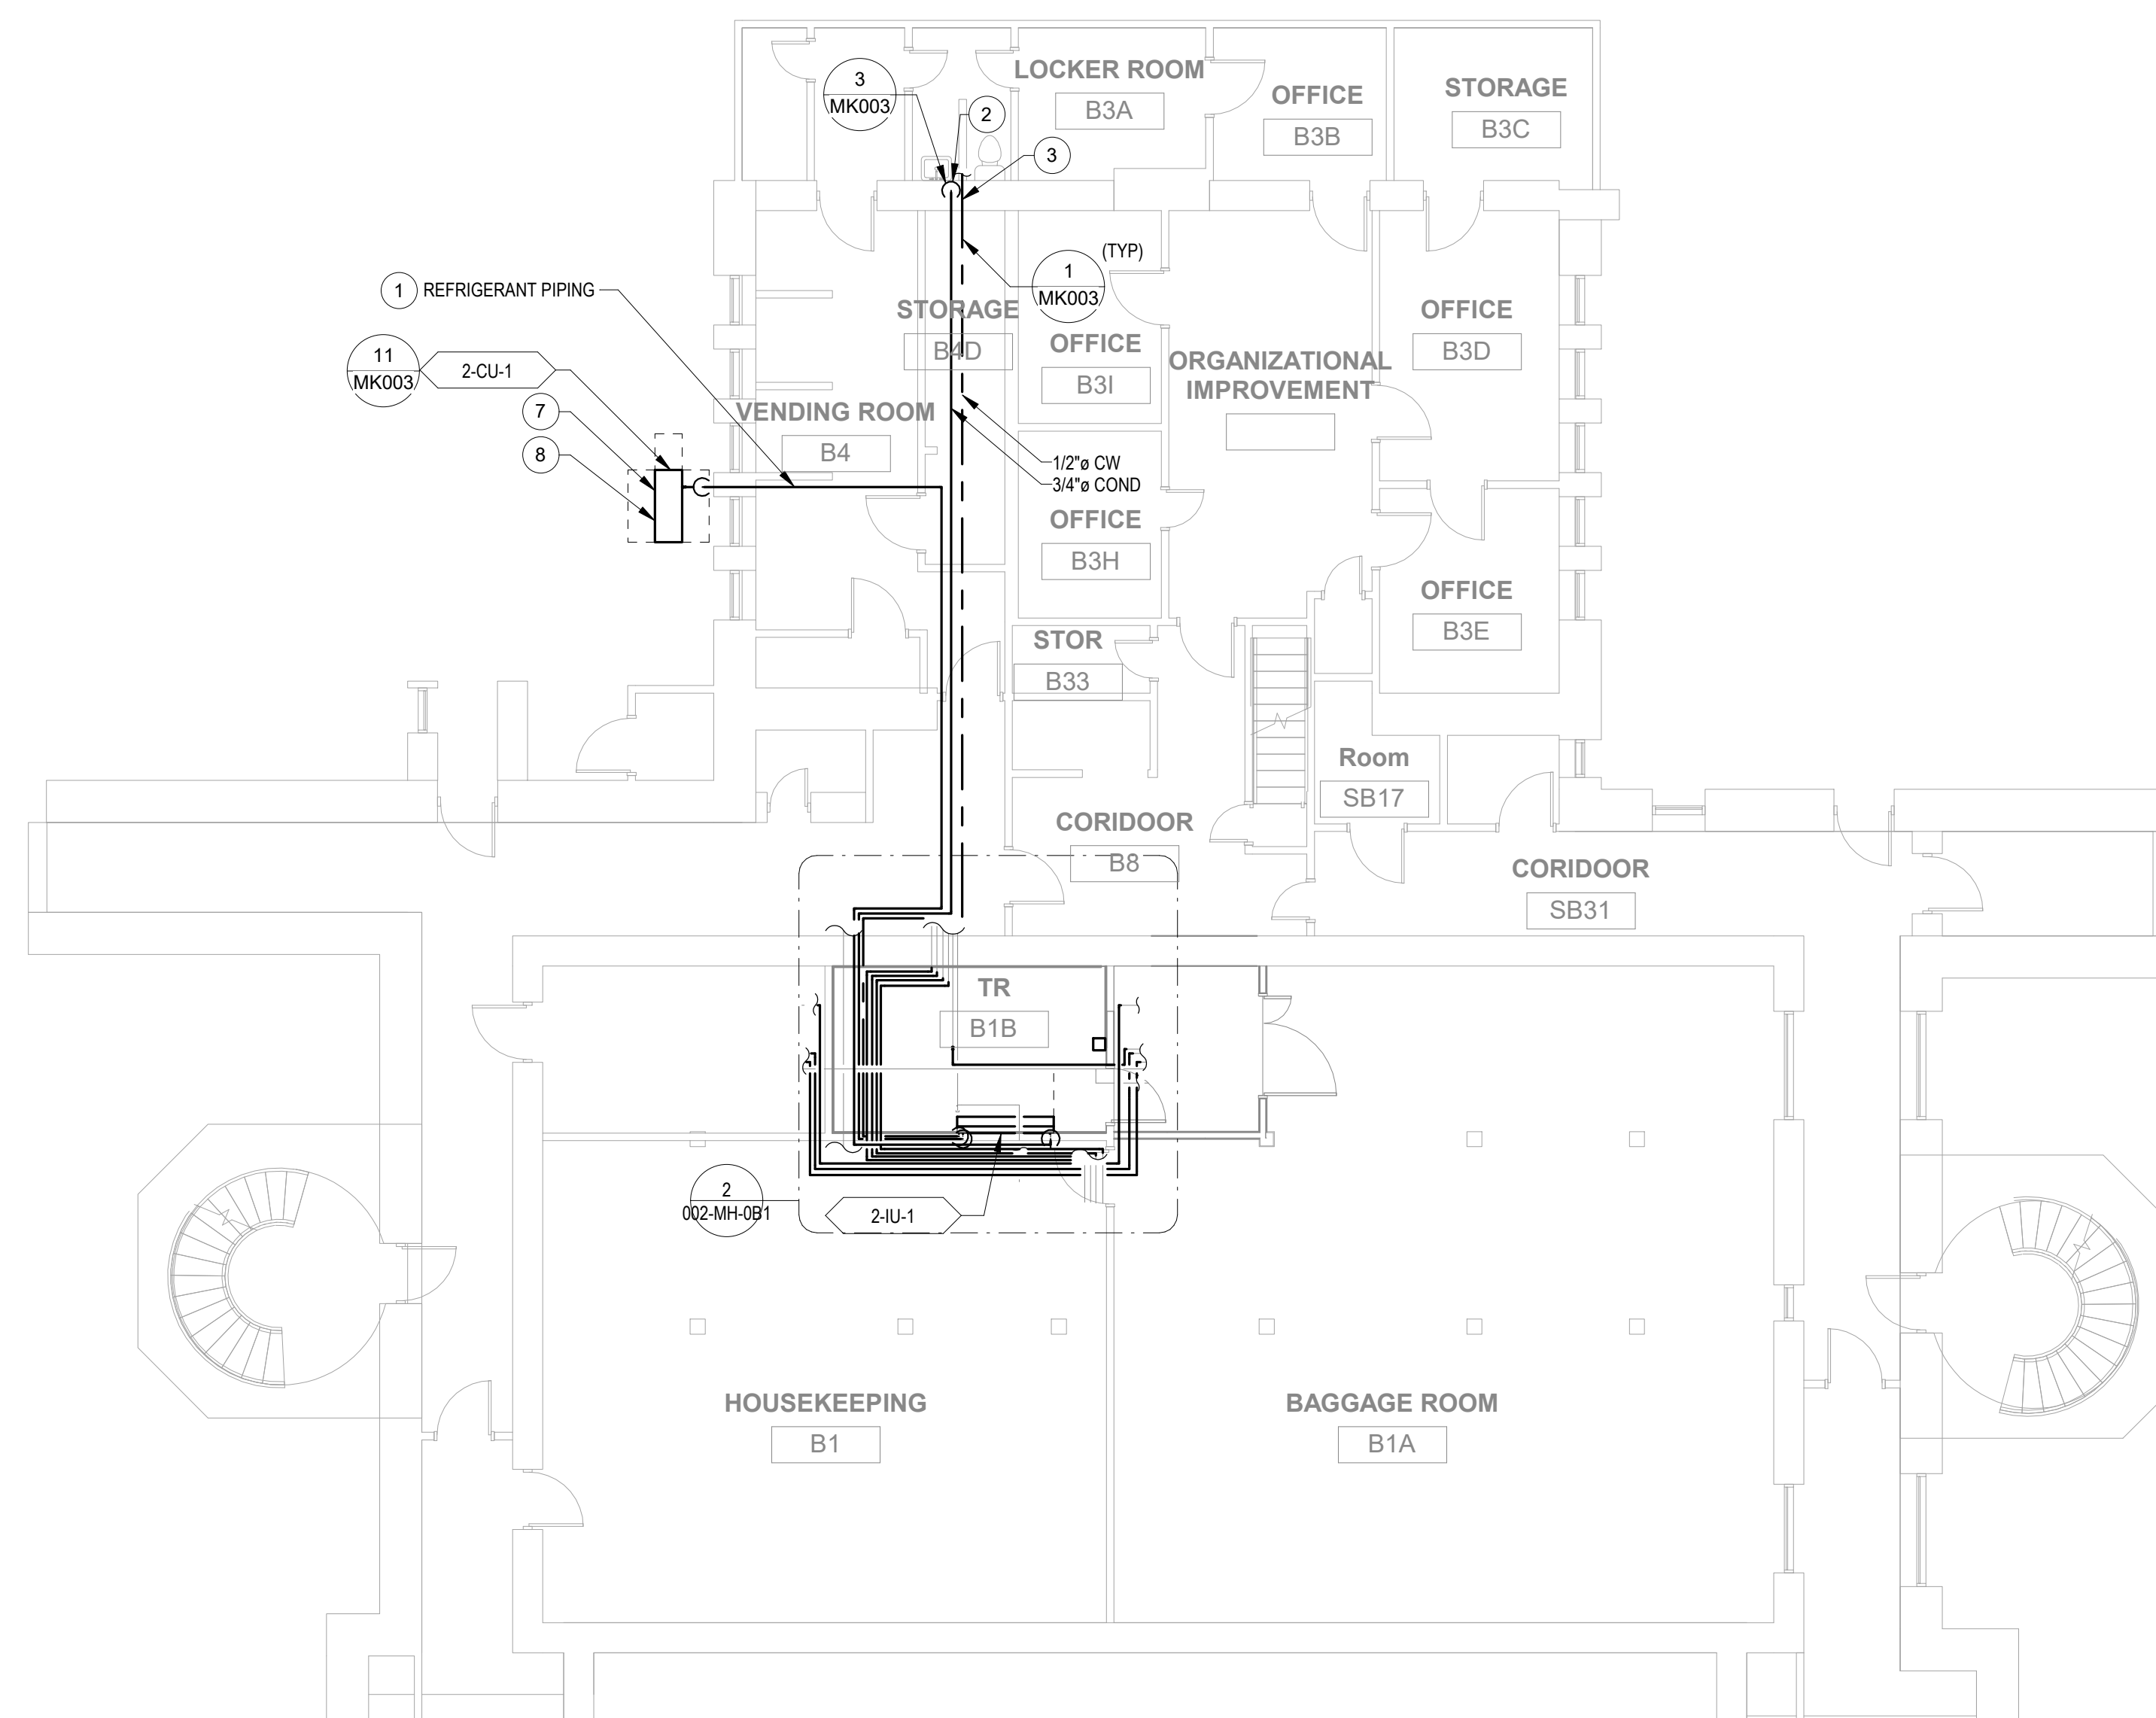 LOCKER ROOM
B3A
OFFICE
B3B
STORAGE
B3C
3
MK003
2
3
(TYP)
1
MK003
1 REFRIGERANT PIPING
11
MK003
2-CU-1
7
8
STORAGE
B4D
OFFICE
B3I
ORGANIZATIONAL
IMPROVEMENT
OFFICE
B3D
VENDING ROOM
B4
1/2"ø CW
3/4"ø COND
OFFICE
B3H
OFFICE
B3E
STOR
B33
Room
SB17
CORIDOOR
B8
CORIDOOR
SB31
TR
B1B
2
002-MH-0B1
2-IU-1
HOUSEKEEPING
B1
BAGGAGE ROOM
B1A